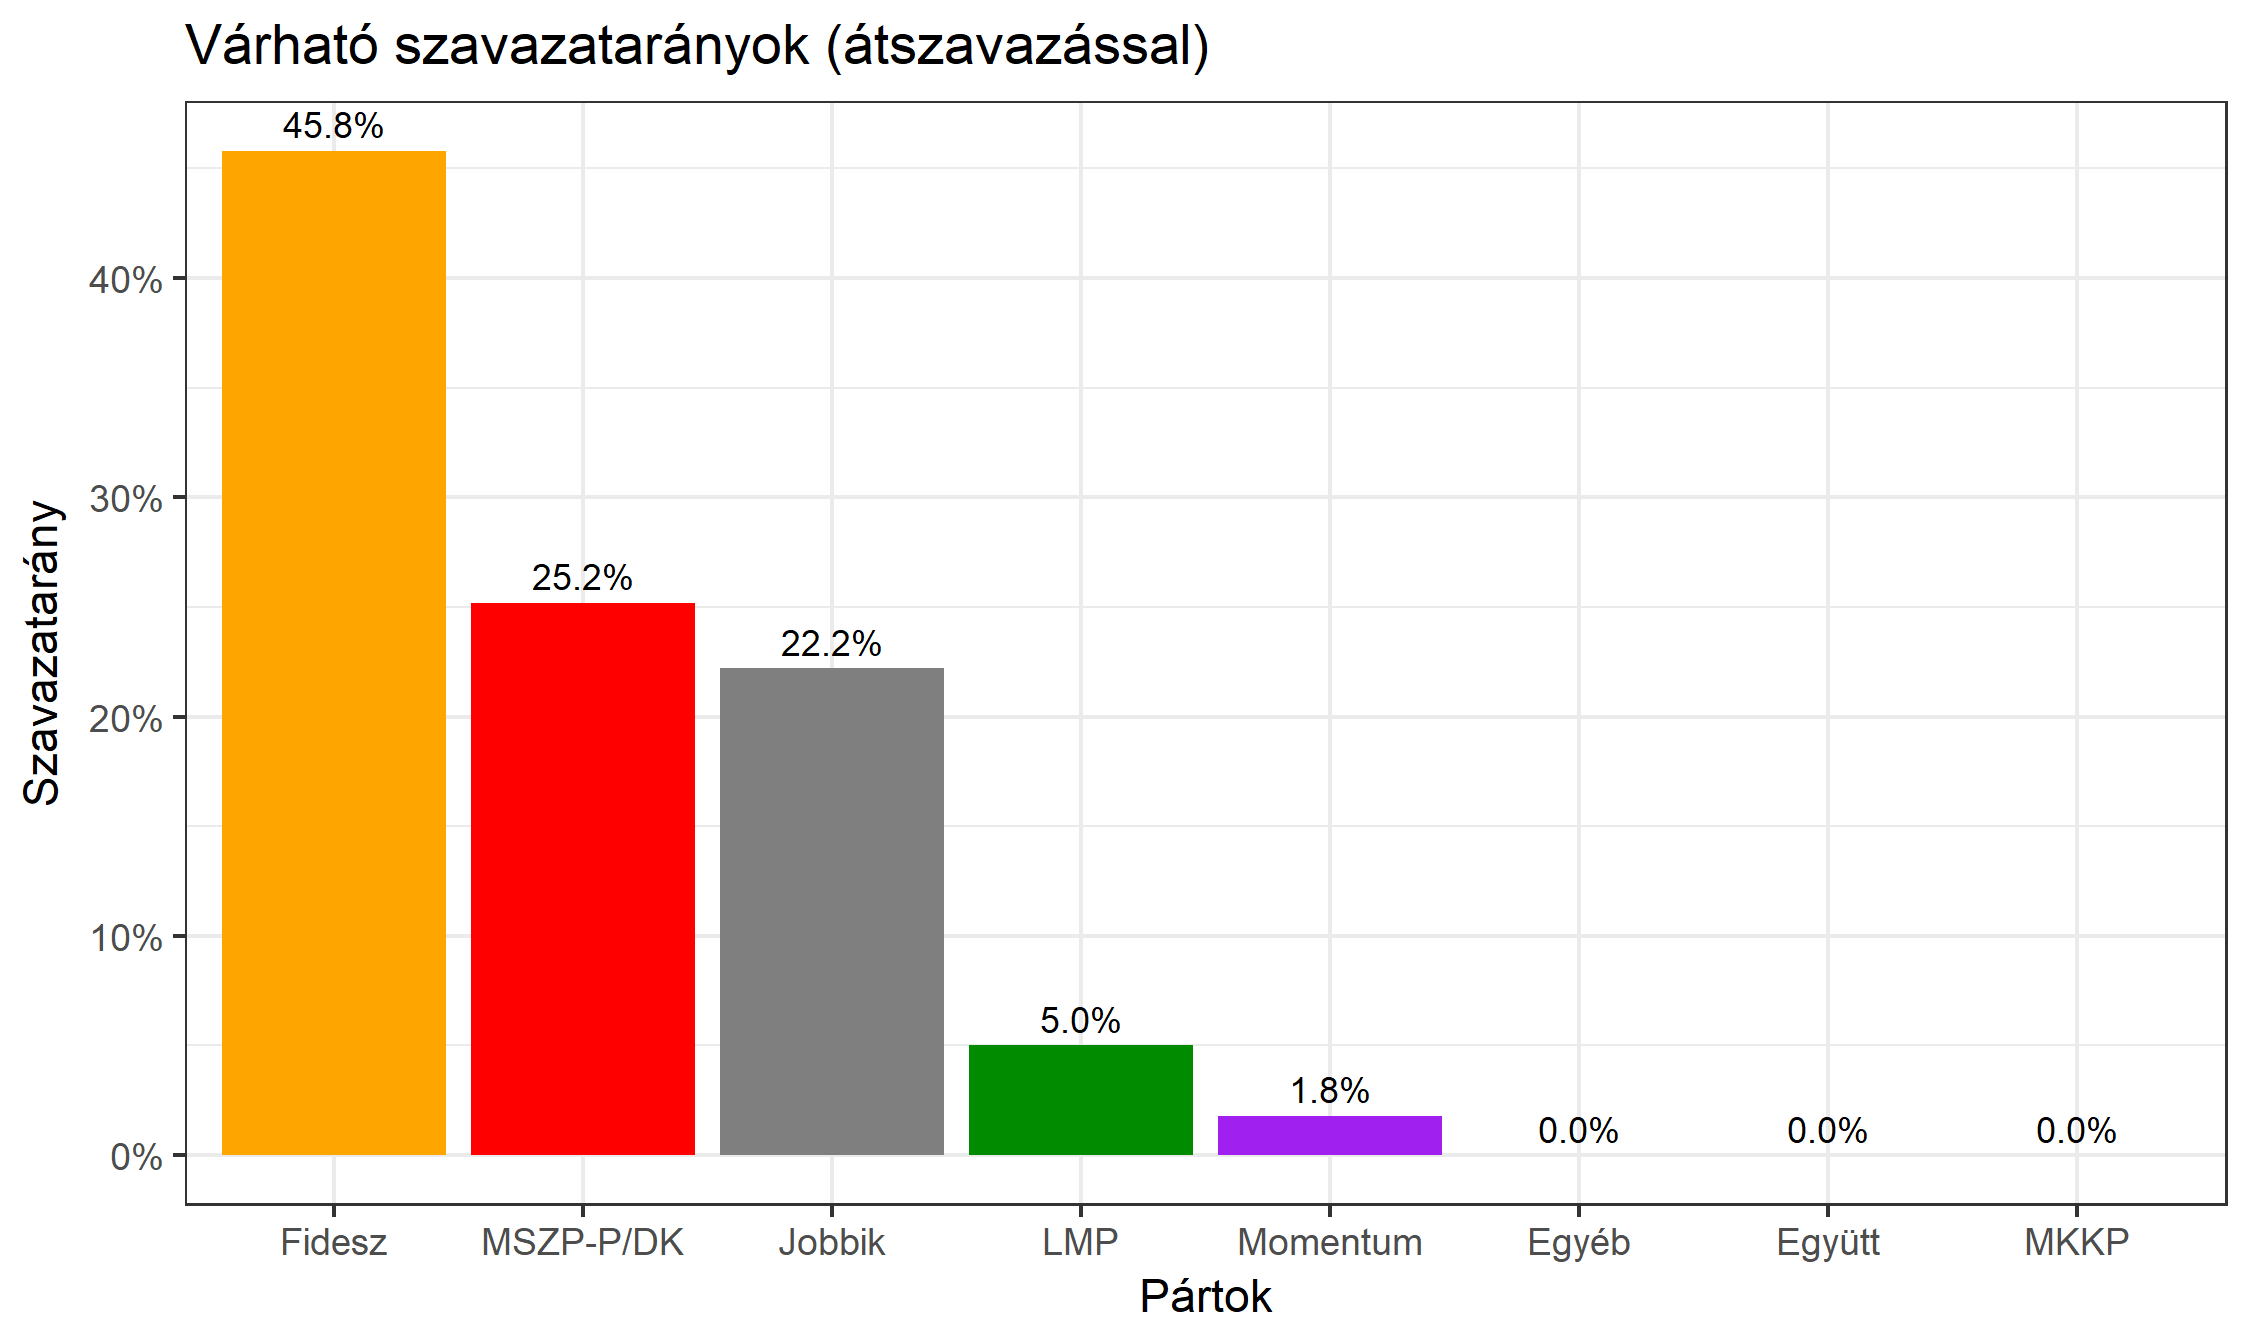 Várható szavazatarányok (átszavazással)
45.8%
25.2%
22.2%
5.0%
1.8%
0.0%
0.0%
0.0%
40%
30%
20%
10%
0%
Szavazatarány
Fidesz
MSZP-P/DK
Jobbik
LMP
Momentum
Egyéb
Együtt
MKKP
Pártok